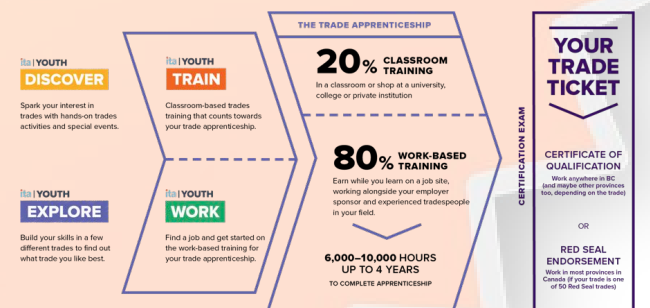 ita | YOUTH
DISCOVER
Spark your interest in
trades with hands-on trades
activities and special events.
ita | YOUTH
EXPLORE
Build your skills in a few
different trades to find out
what trade you like best.
ita | YOUTH
TRAIN
Classroom-based trades
training that counts towards
your trade apprenticeship.
ita | YOUTH
WORK
Find a job and get started on
the work-based training for
your trade apprenticeship.
THE TRADE APPRENTICESHIP
20% CLASSROOM
TRAINING
In a classroom or shop at a university,
college or private institution
80% WORK-BASED
TRAINING
Earn while you learn on a job site,
working alongside your employer
sponsor and experienced tradespeople
in your field.
6,000–10,000 HOURS
UP TO 4 YEARS
TO COMPLETE APPRENTICESHIP
CERTIFICATION EXAM
YOUR
TRADE
TICKET
CERTIFICATE OF
QUALIFICATION
Work anywhere in BC
(and maybe other provinces
too, depending on the trade)
OR
RED SEAL
ENDORSEMENT
Work in most provinces in
Canada (if your trade is one
of 50 Red Seal trades)